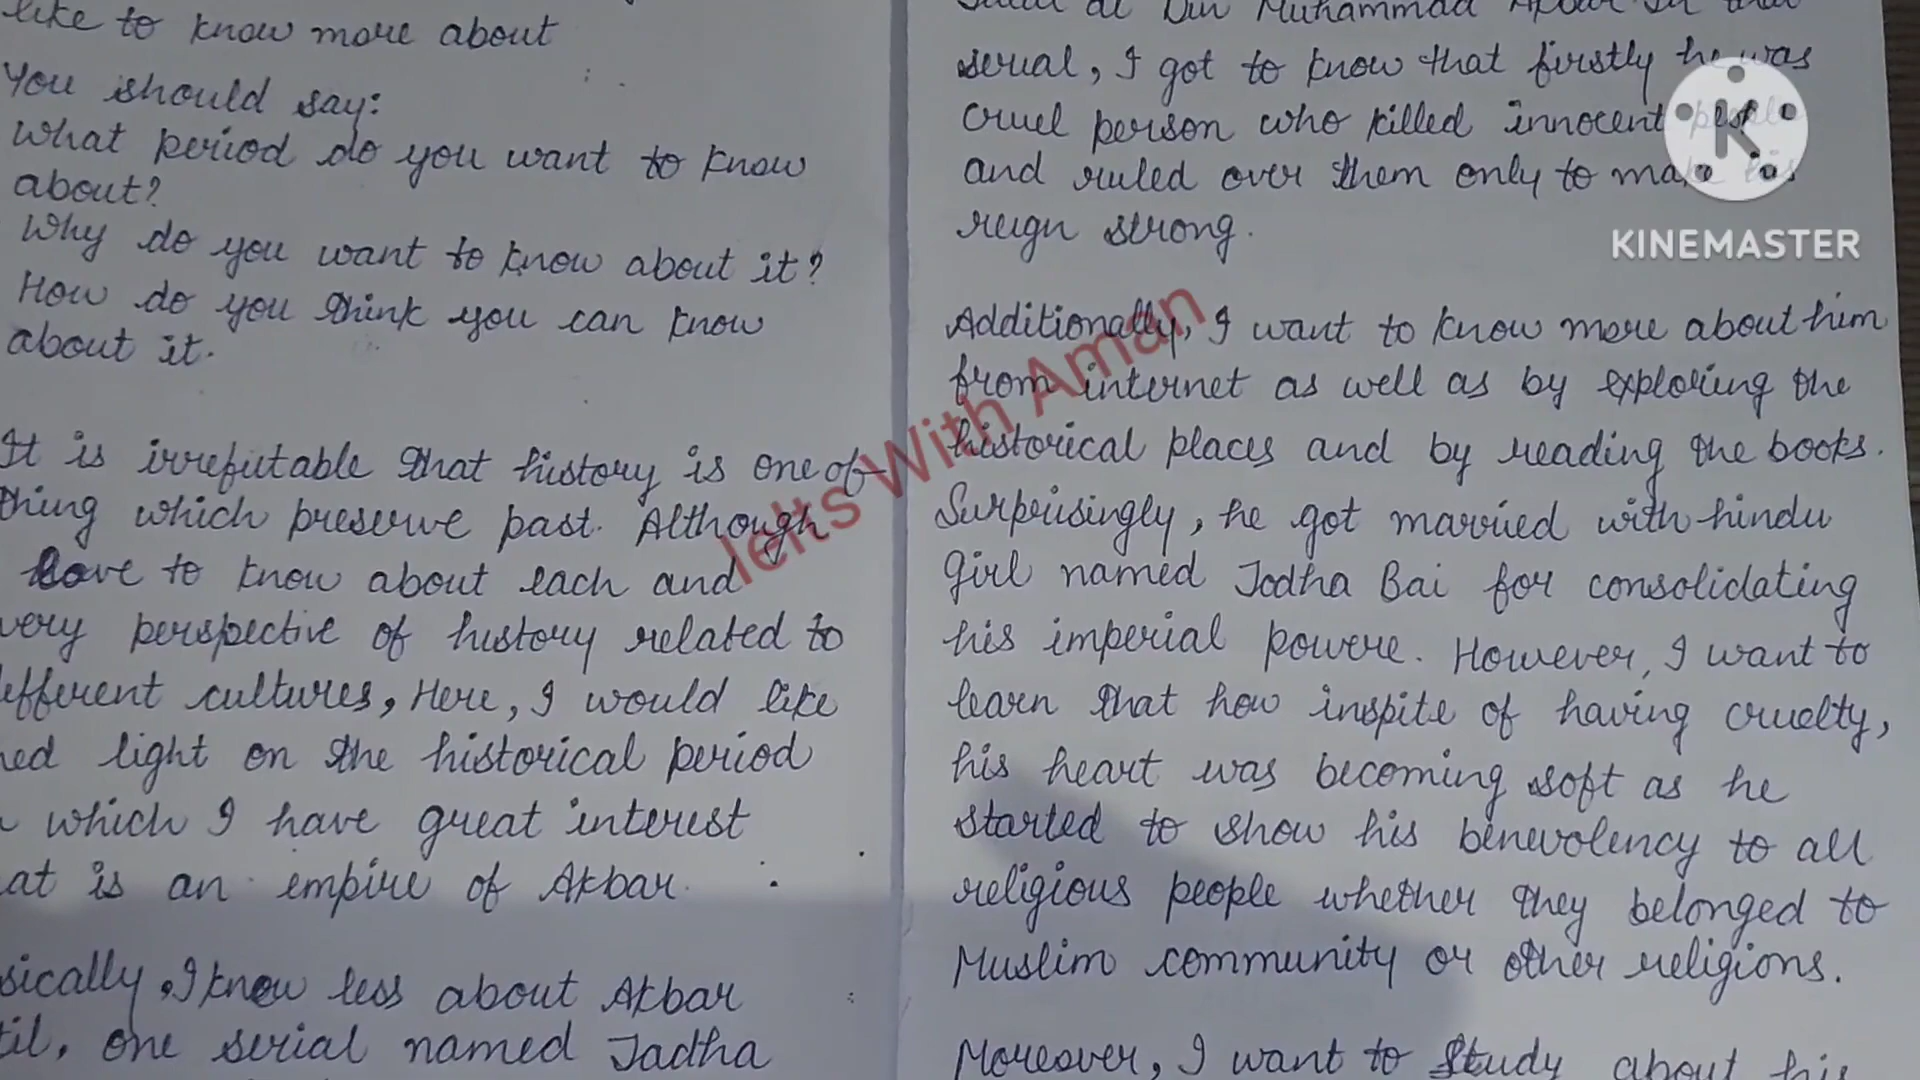 like to know more about
You should say:
What period do you want to know
about?
Why do you want to know about it?
How do you think you can know
about it.
It is irrefutable that history is one of
thing which preserve past. Although
love to know about each and
very perspective of history related to
ifferent cultures, Here, I would like
hed light on the historical period
which I have great interest
at is an empire of Akbar.
sically, I know less about Akbar
til, one serial named Jadha
al Din Muhammad
serial, I got to know that firstly he was
cruel person who killed innocent people
and ruled over them only to make his
reign strong.
Additionally, I want to know more about him
from internet as well as by exploring the
historical places and by reading the books.
Surprisingly, he got married with hindu
girl named Jodha Bai for consolidating
his imperial powere. However, I want to
learn that how inspite of having cruelty,
his heart was becoming soft as he
started to show his benevolency to all
religious people whether they belonged to
Muslim community or other religions.
Moreover, I want to study about his
Ielts With Aman
K
KINEMASTER